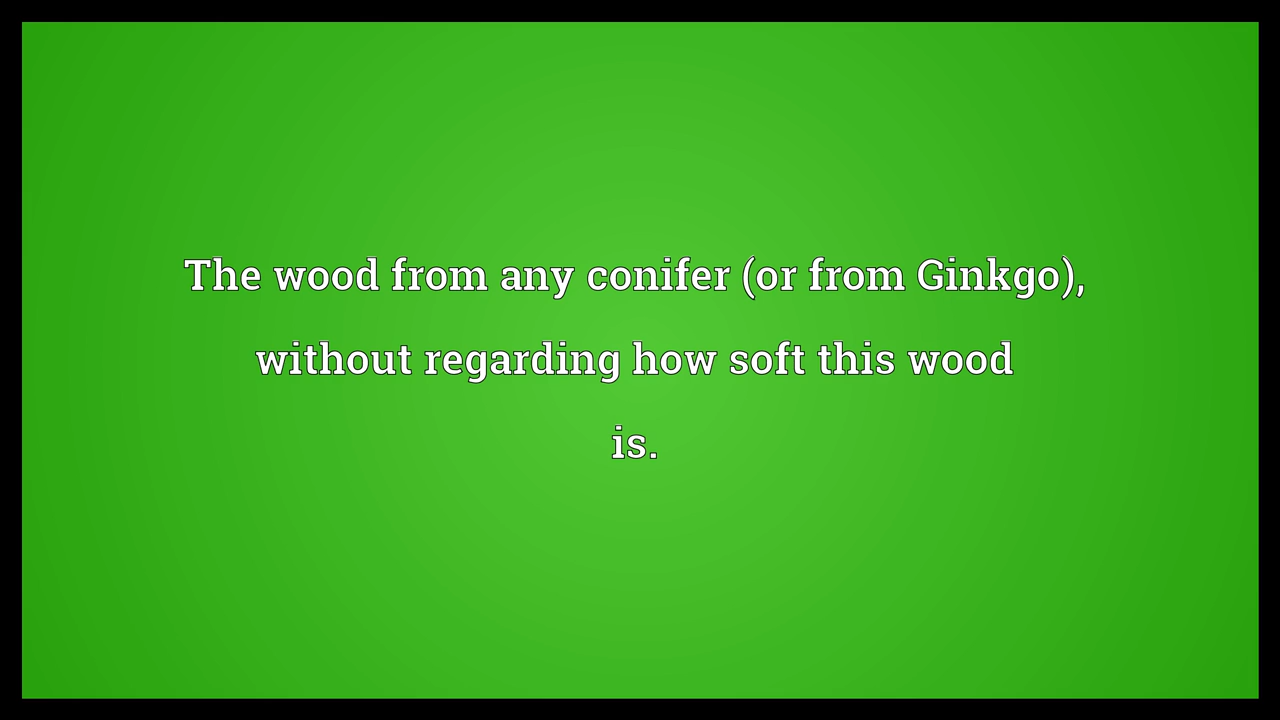 The wood from any conifer (or from Ginkgo),
without regarding how soft this wood
is.